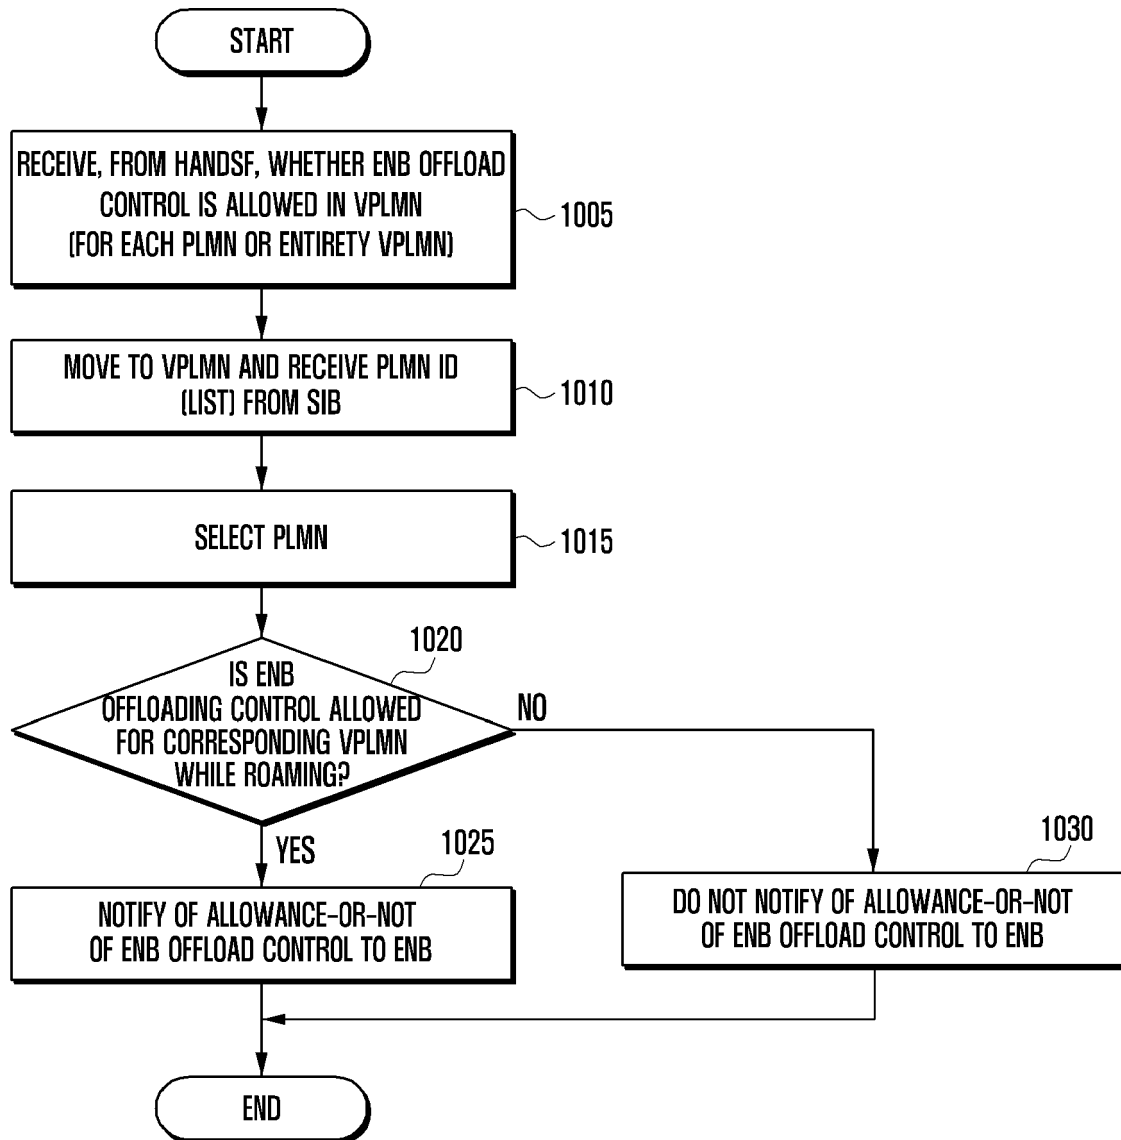 START
RECEIVE, FROM HANDSF, WHETHER ENB OFFLOAD
CONTROL IS ALLOWED IN VPLMN
(FOR EACH PLMN OR ENTIRETY VPLMN)
1005
MOVE TO VPLMN AND RECEIVE PLMN ID
(LIST) FROM SIB
1010
SELECT PLMN
1015
1020
IS ENB
OFFLOADING CONTROL ALLOWED
FOR CORRESPONDING VPLMN
WHILE ROAMING?
NO
YES
1025
NOTIFY OF ALLOWANCE-OR-NOT
OF ENB OFFLOAD CONTROL TO ENB
1030
DO NOT NOTIFY OF ALLOWANCE-OR-NOT
OF ENB OFFLOAD CONTROL TO ENB
END